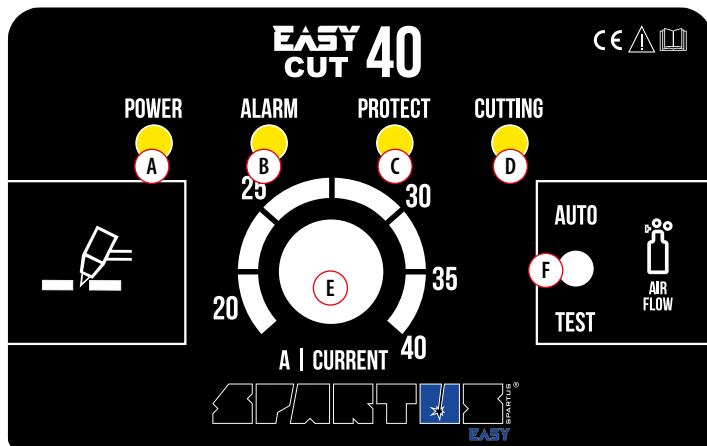 EASY
CUT 40
CE
POWER ALARM PROTECT CUTTING
A B C D
25 30
AUTO
E
F
20 35
AIR
FLOW
TEST
A | CURRENT 40
SPARTUS ®
SPARTUS
EASY